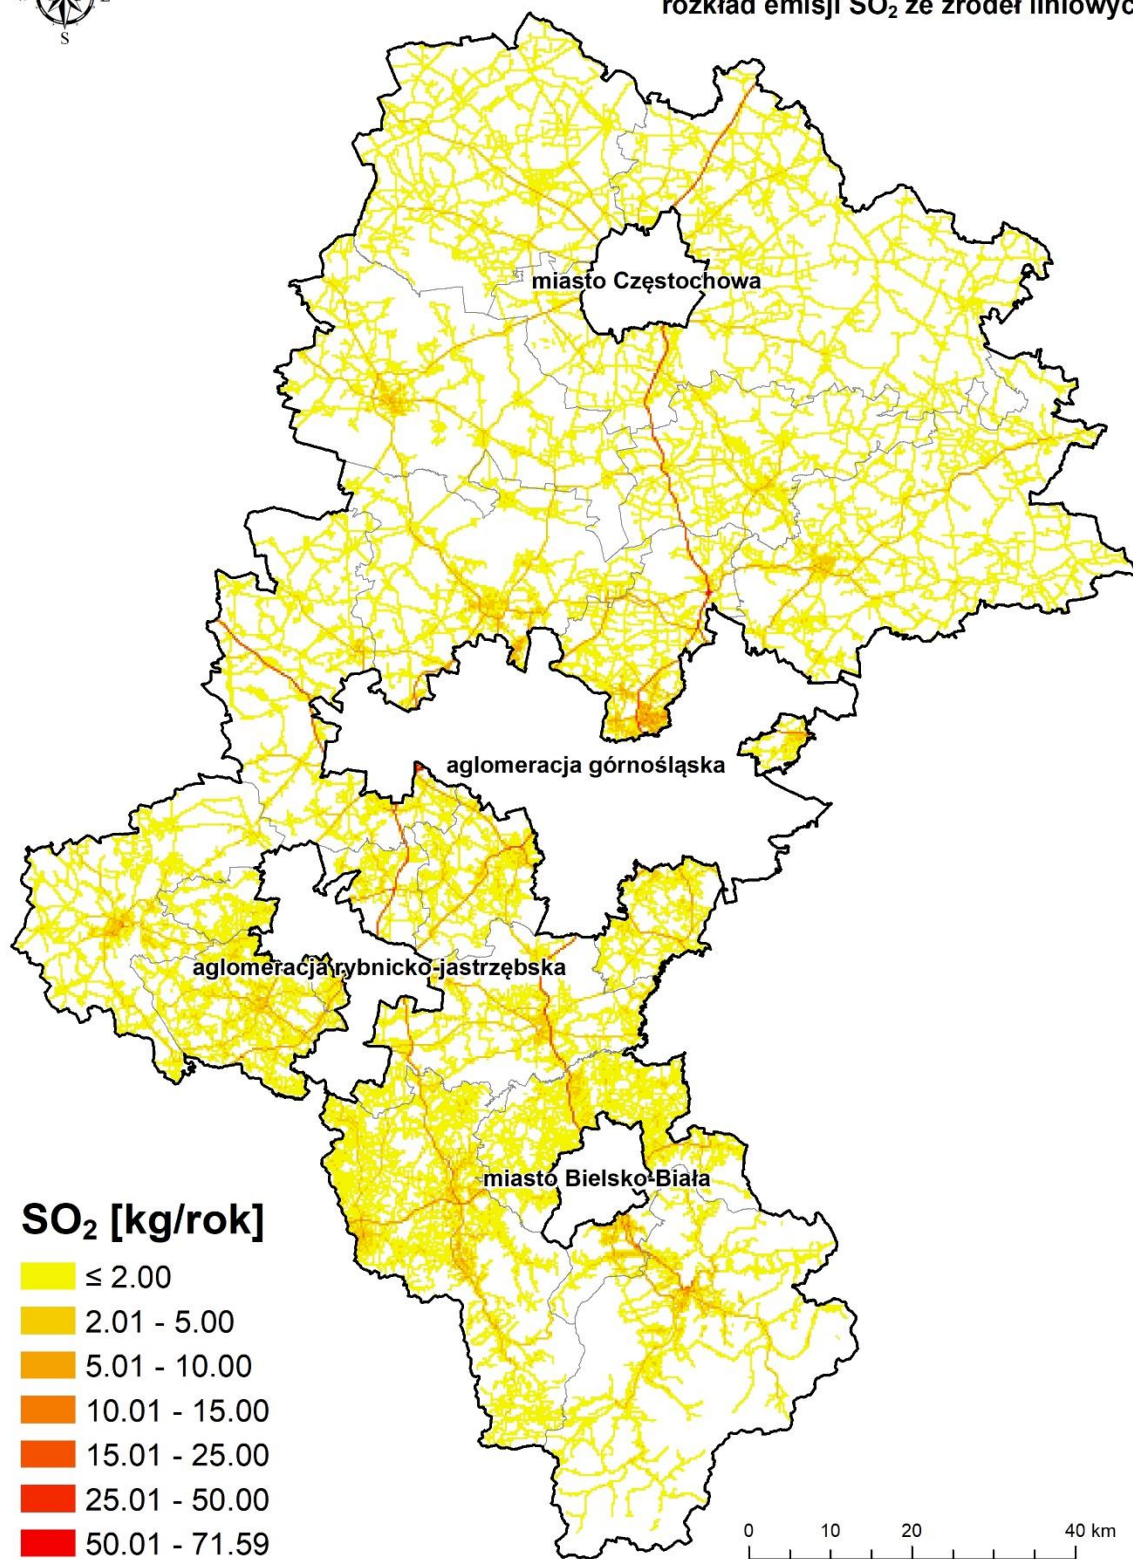 rozkład emisji SO₂ ze źródeł liniowyc
S
miasto Częstochowa
aglomeracja górnośląska
aglomeracja rybnicko-jastrzębska
miasto Bielsko-Biała
SO₂ [kg/rok]
≤ 2.00
2.01 - 5.00
5.01 - 10.00
10.01 - 15.00
15.01 - 25.00
25.01 - 50.00
50.01 - 71.59
0 10 20 40 km